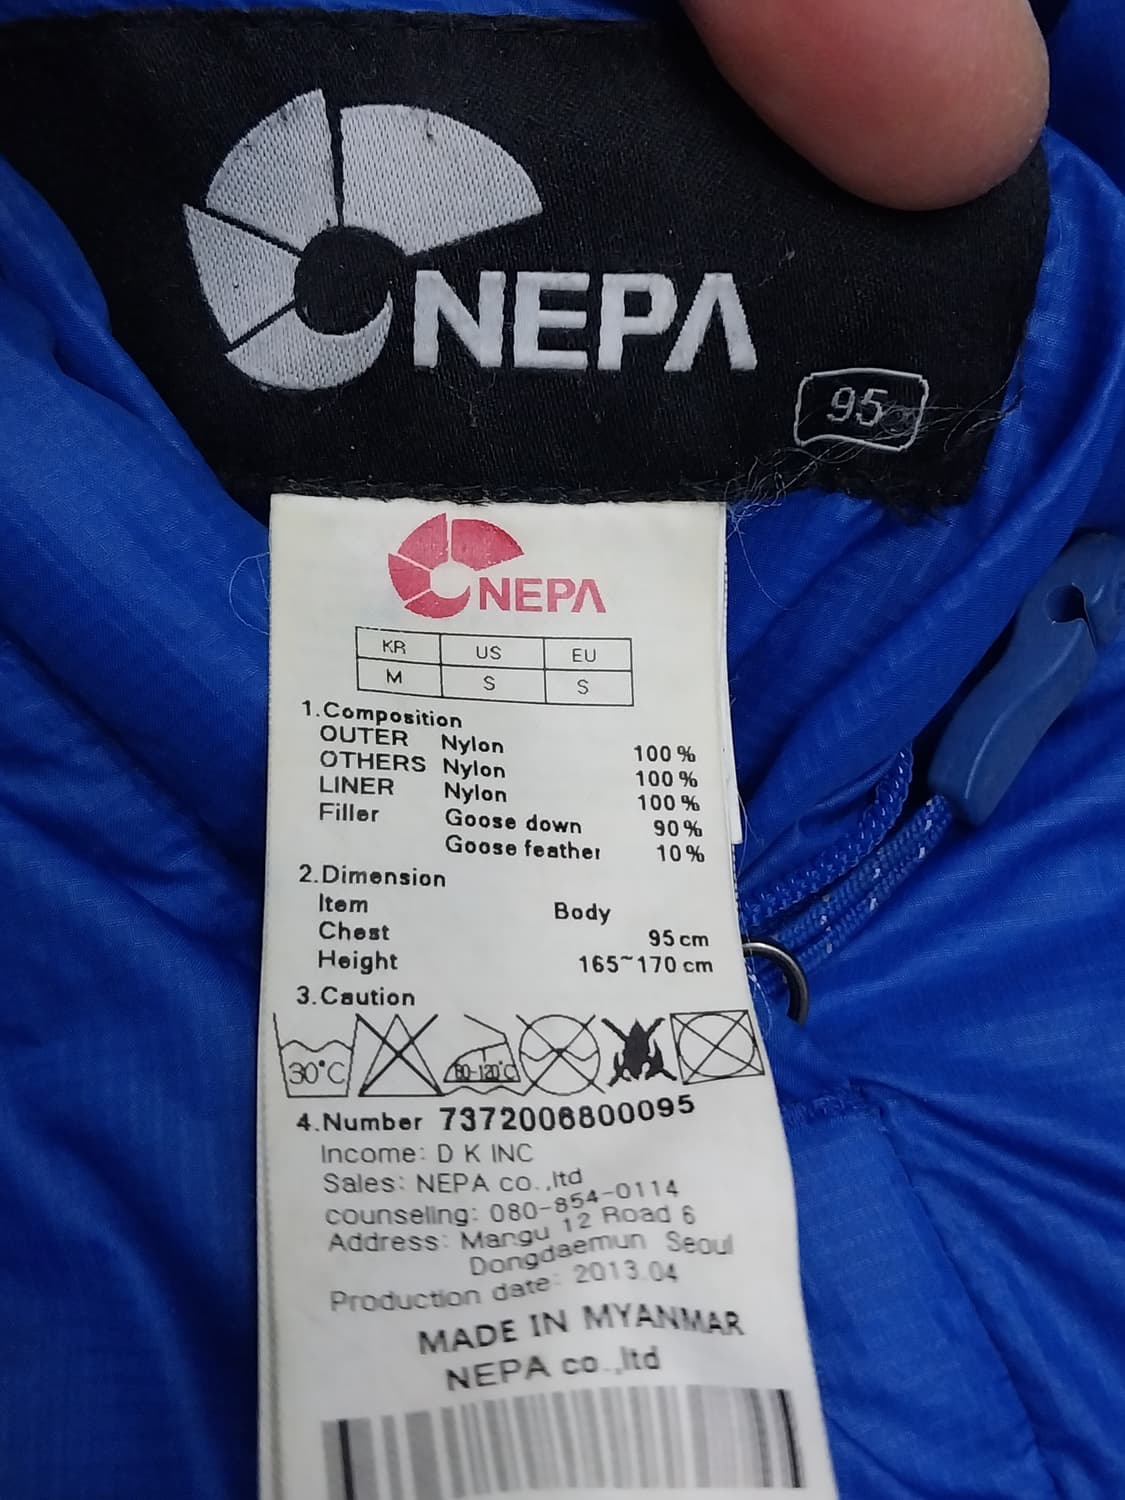 NEPA
95
NEPA
KR US EU
M S S
1.Composition
OUTER Nylon 100%
OTHERS Nylon 100%
LINER Nylon 100%
Filler Goose down 90%
Goose feather 10%
2.Dimension
Item Body
Chest 95cm
Height 165~170cm
3.Caution
30°C 80-120°C
4.Number 7372006800095
Income: D K INC
Sales: NEPA co.,ltd
counseling: 080-854-0114
Address: Mangu 12 Road 6
Dongdaemun Seoul
Production date: 2013.04
MADE IN MYANMAR
NEPA co.,ltd